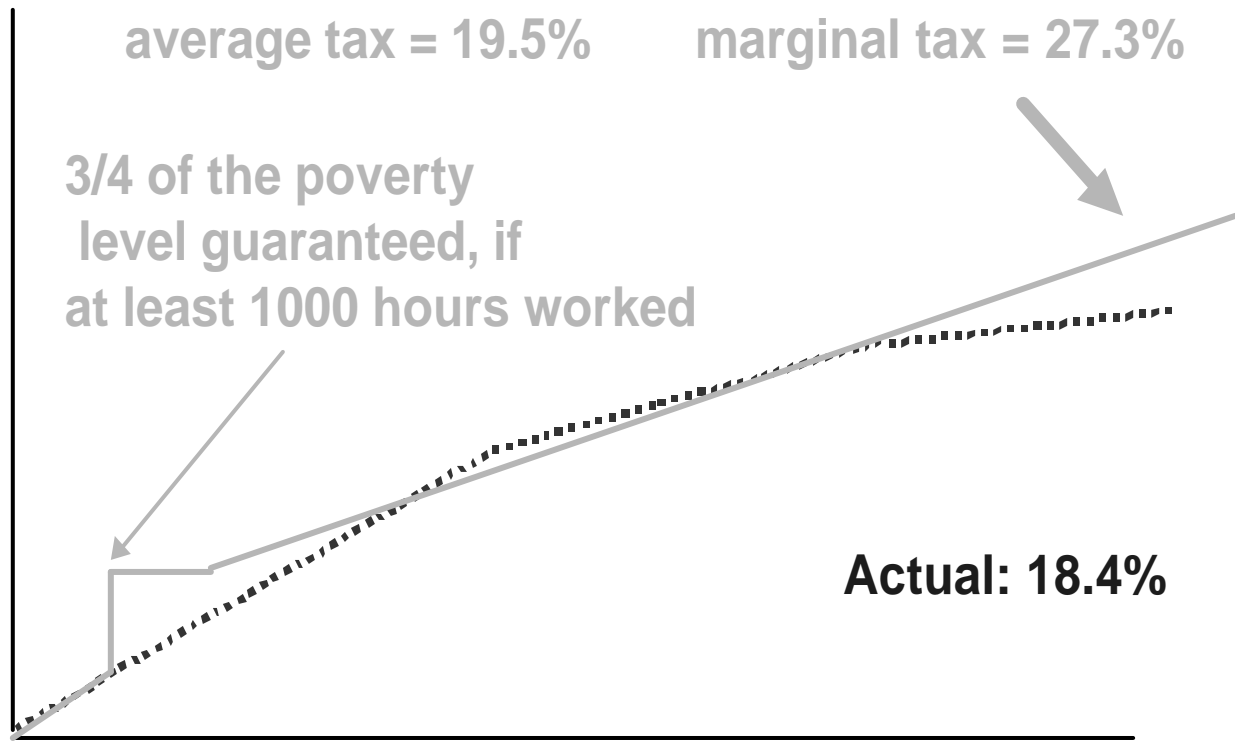 average tax = 19.5%
marginal tax = 27.3%
3/4 of the poverty
level guaranteed, if
at least 1000 hours worked
Actual: 18.4%